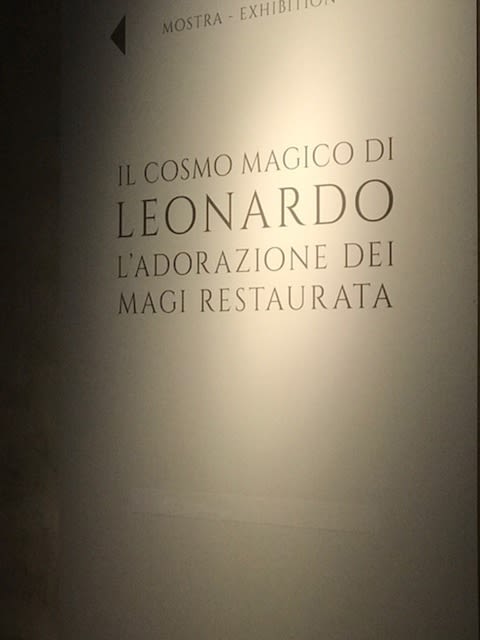 MOSTRA - EXHIBITION
IL COSMO MAGICO DI
LEONARDO
L'ADORAZIONE DEI
MAGI RESTAURATA